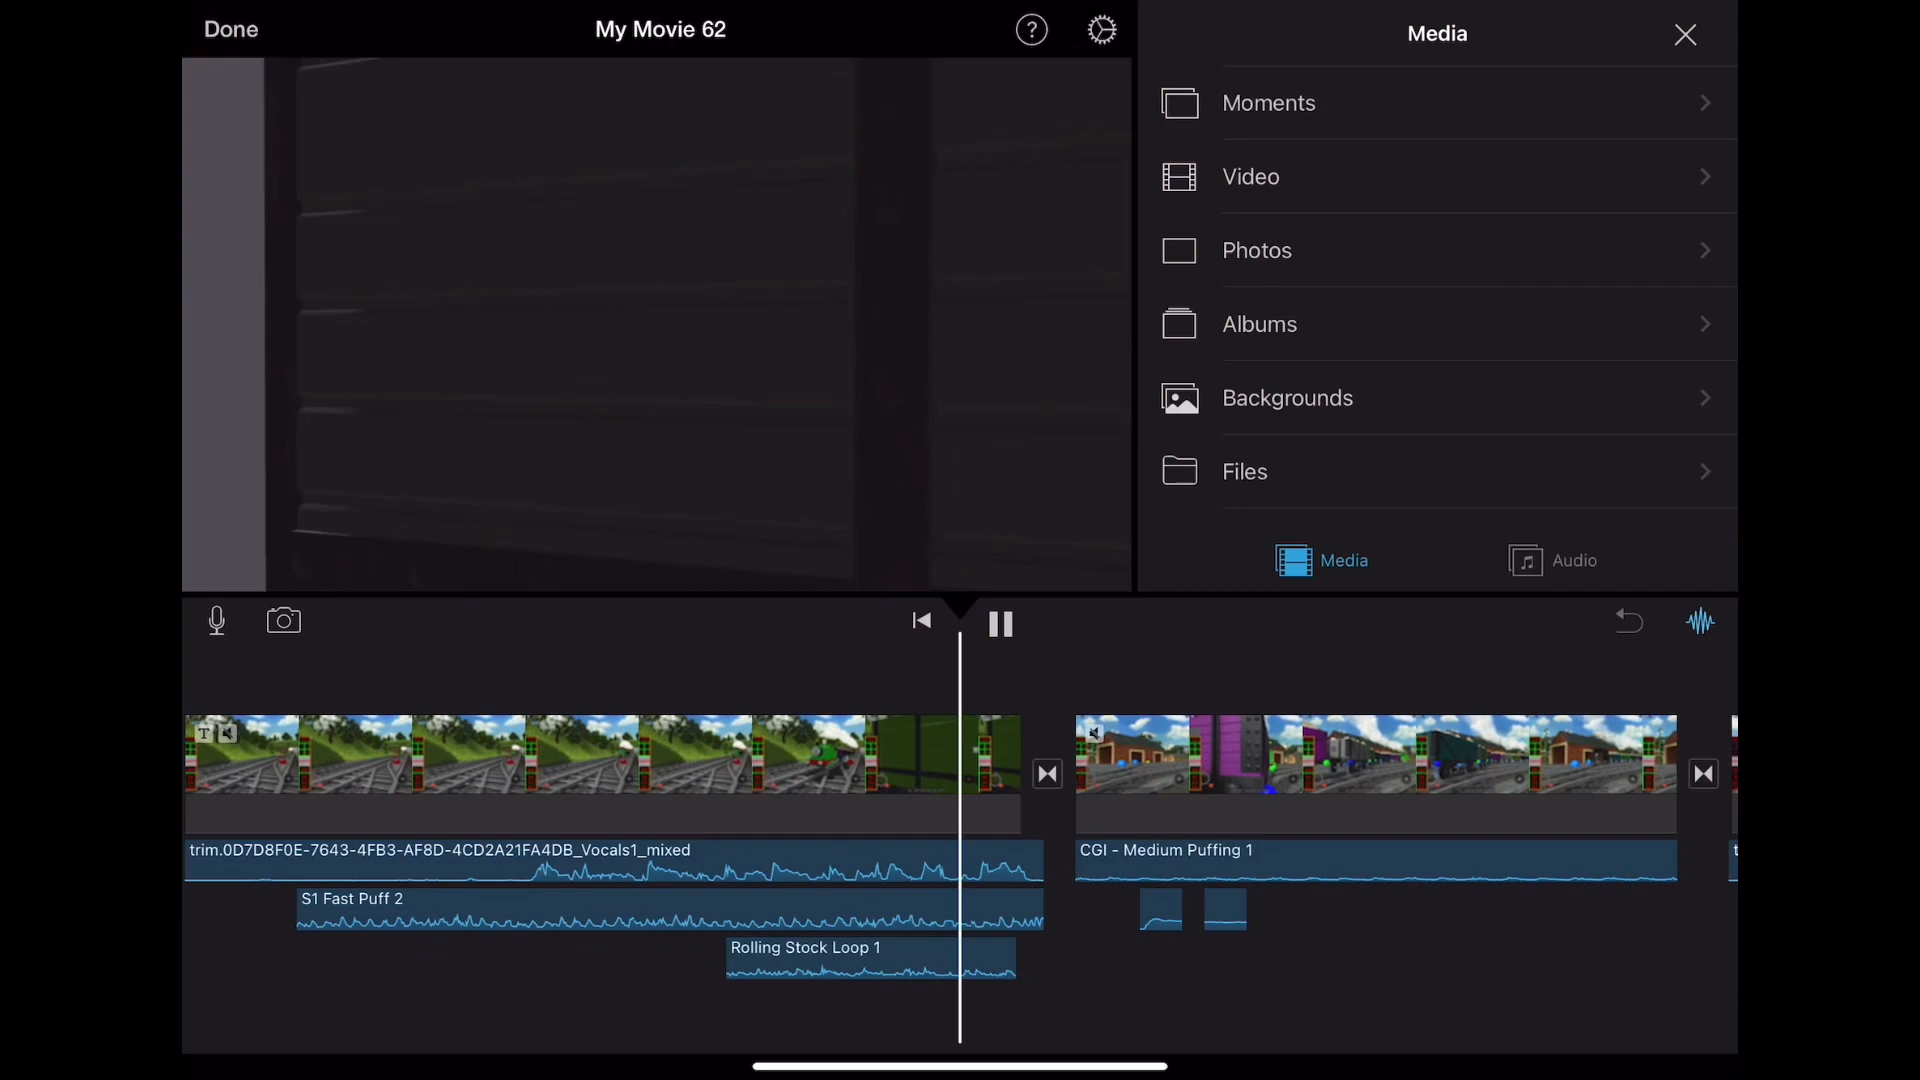 Done
My Movie 62
?
Media
Moments
Video
Photos
Albums
Backgrounds
Files
Media
Audio
T
trim.0D7D8F0E-7643-4FB3-AF8D-4CD2A21FA4DB_Vocals1_mixed
CGI - Medium Puffing 1
t
S1 Fast Puff 2
Rolling Stock Loop 1